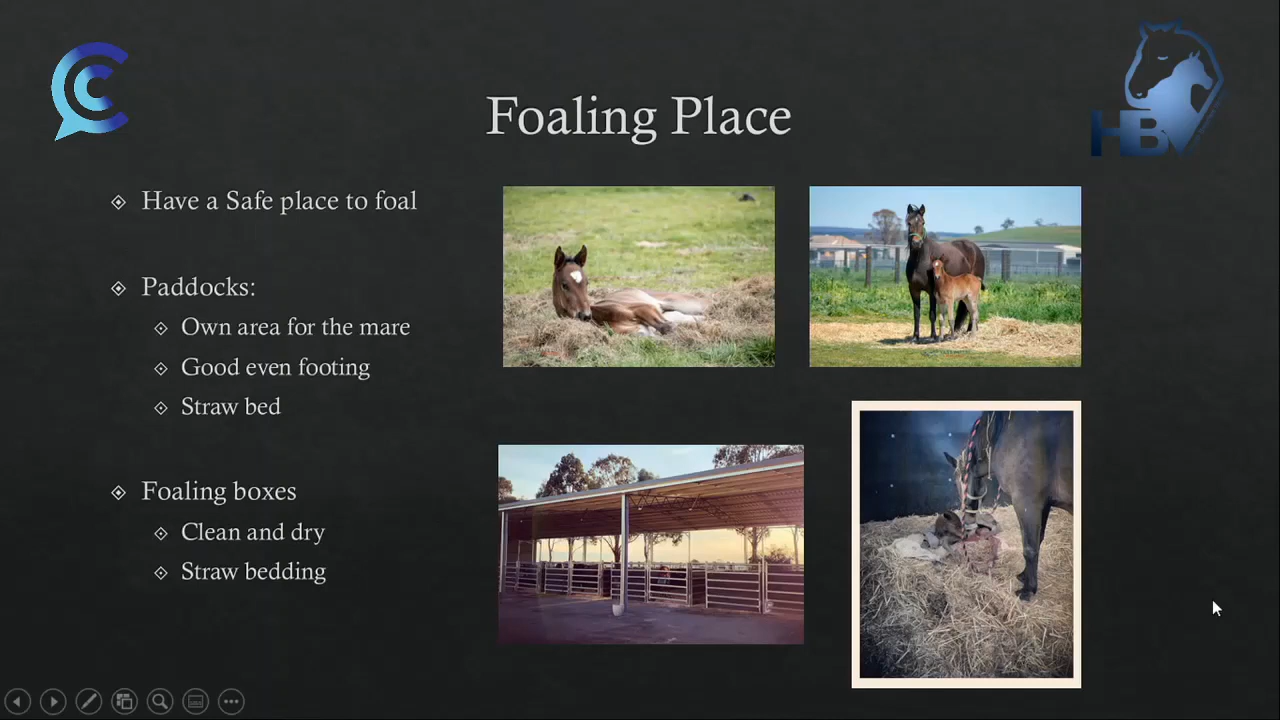 Foaling Place
HBV
Have a Safe place to foal
Paddocks:
Own area for the mare
Good even footing
Straw bed
Foaling boxes
Clean and dry
Straw bedding